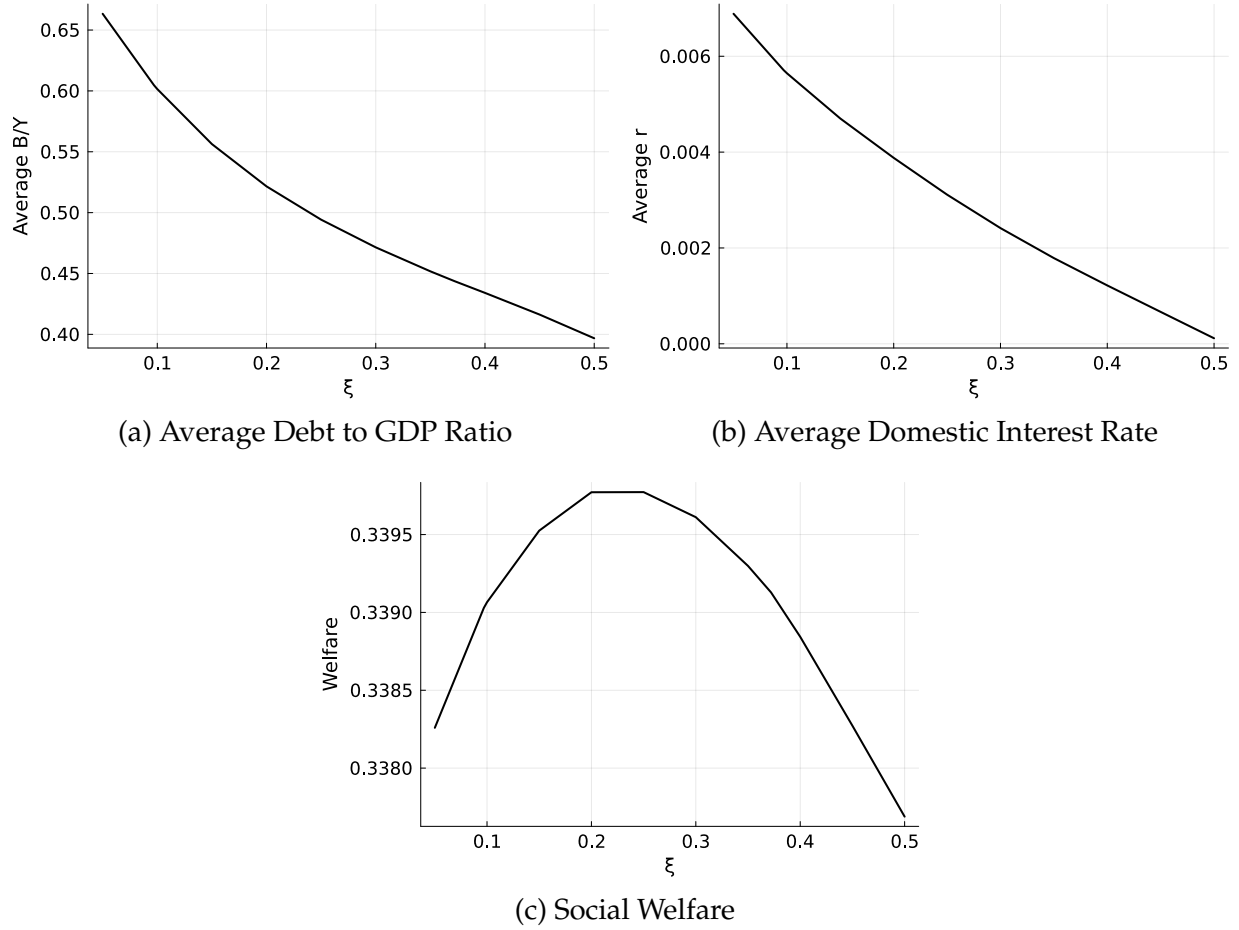 Average B/Y
0.65
0.60
0.55
0.50
0.45
0.40
0.1 0.2 0.3 0.4 0.5
ξ
(a) Average Debt to GDP Ratio
Average r
0.006
0.004
0.002
0.000
0.1 0.2 0.3 0.4 0.5
ξ
(b) Average Domestic Interest Rate
Welfare
0.3395
0.3390
0.3385
0.3380
0.1 0.2 0.3 0.4 0.5
ξ
(c) Social Welfare